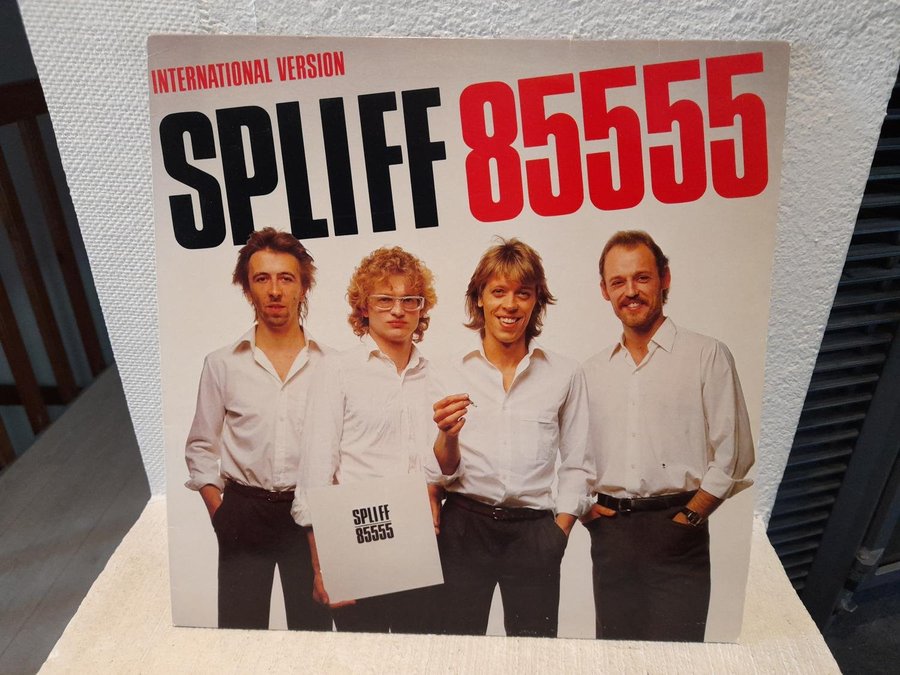 INTERNATIONAL VERSION
SPLIFF 85555
SPLIFF
85555